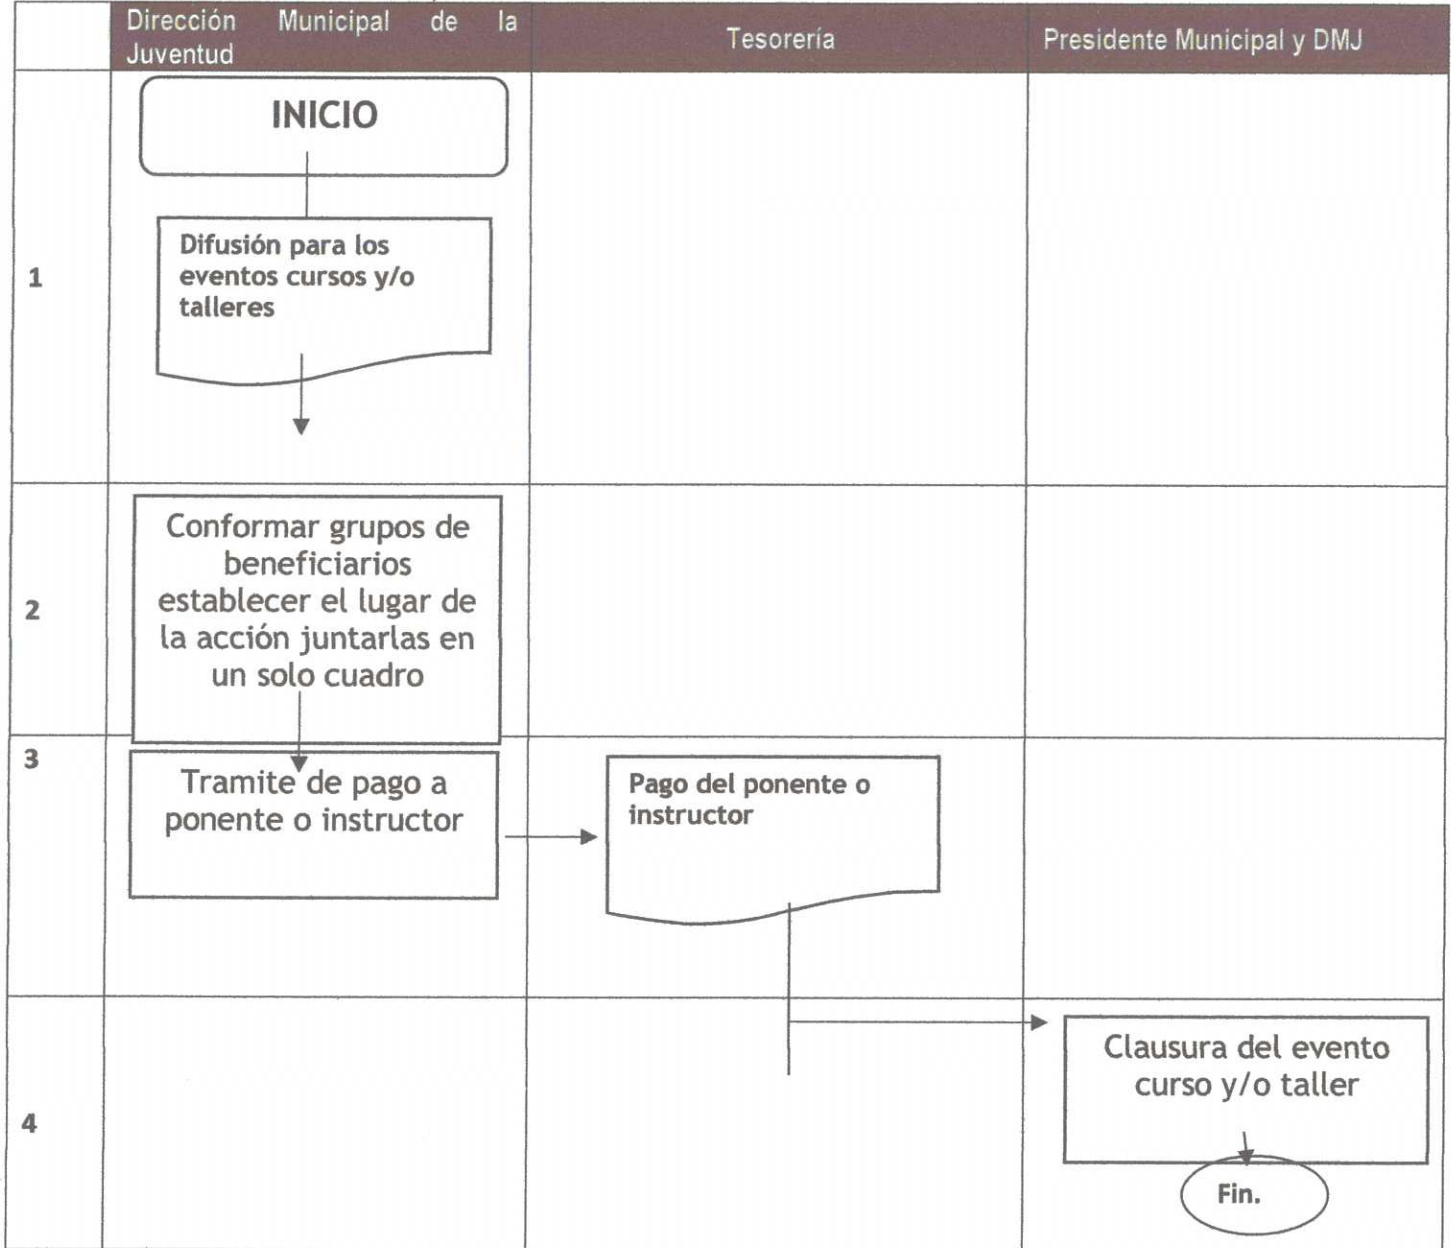 Dirección Municipal de la
Juventud
Tesorería
Presidente Municipal y DMJ
INICIO
1
Difusión para los
eventos cursos y/o
talleres
2
Conformar grupos de
beneficiarios
establecer el lugar de
la acción juntarlas en
un solo cuadro
3
Tramite de pago a
ponente o instructor
Pago del ponente o
instructor
4
Clausura del evento
curso y/o taller
Fin.